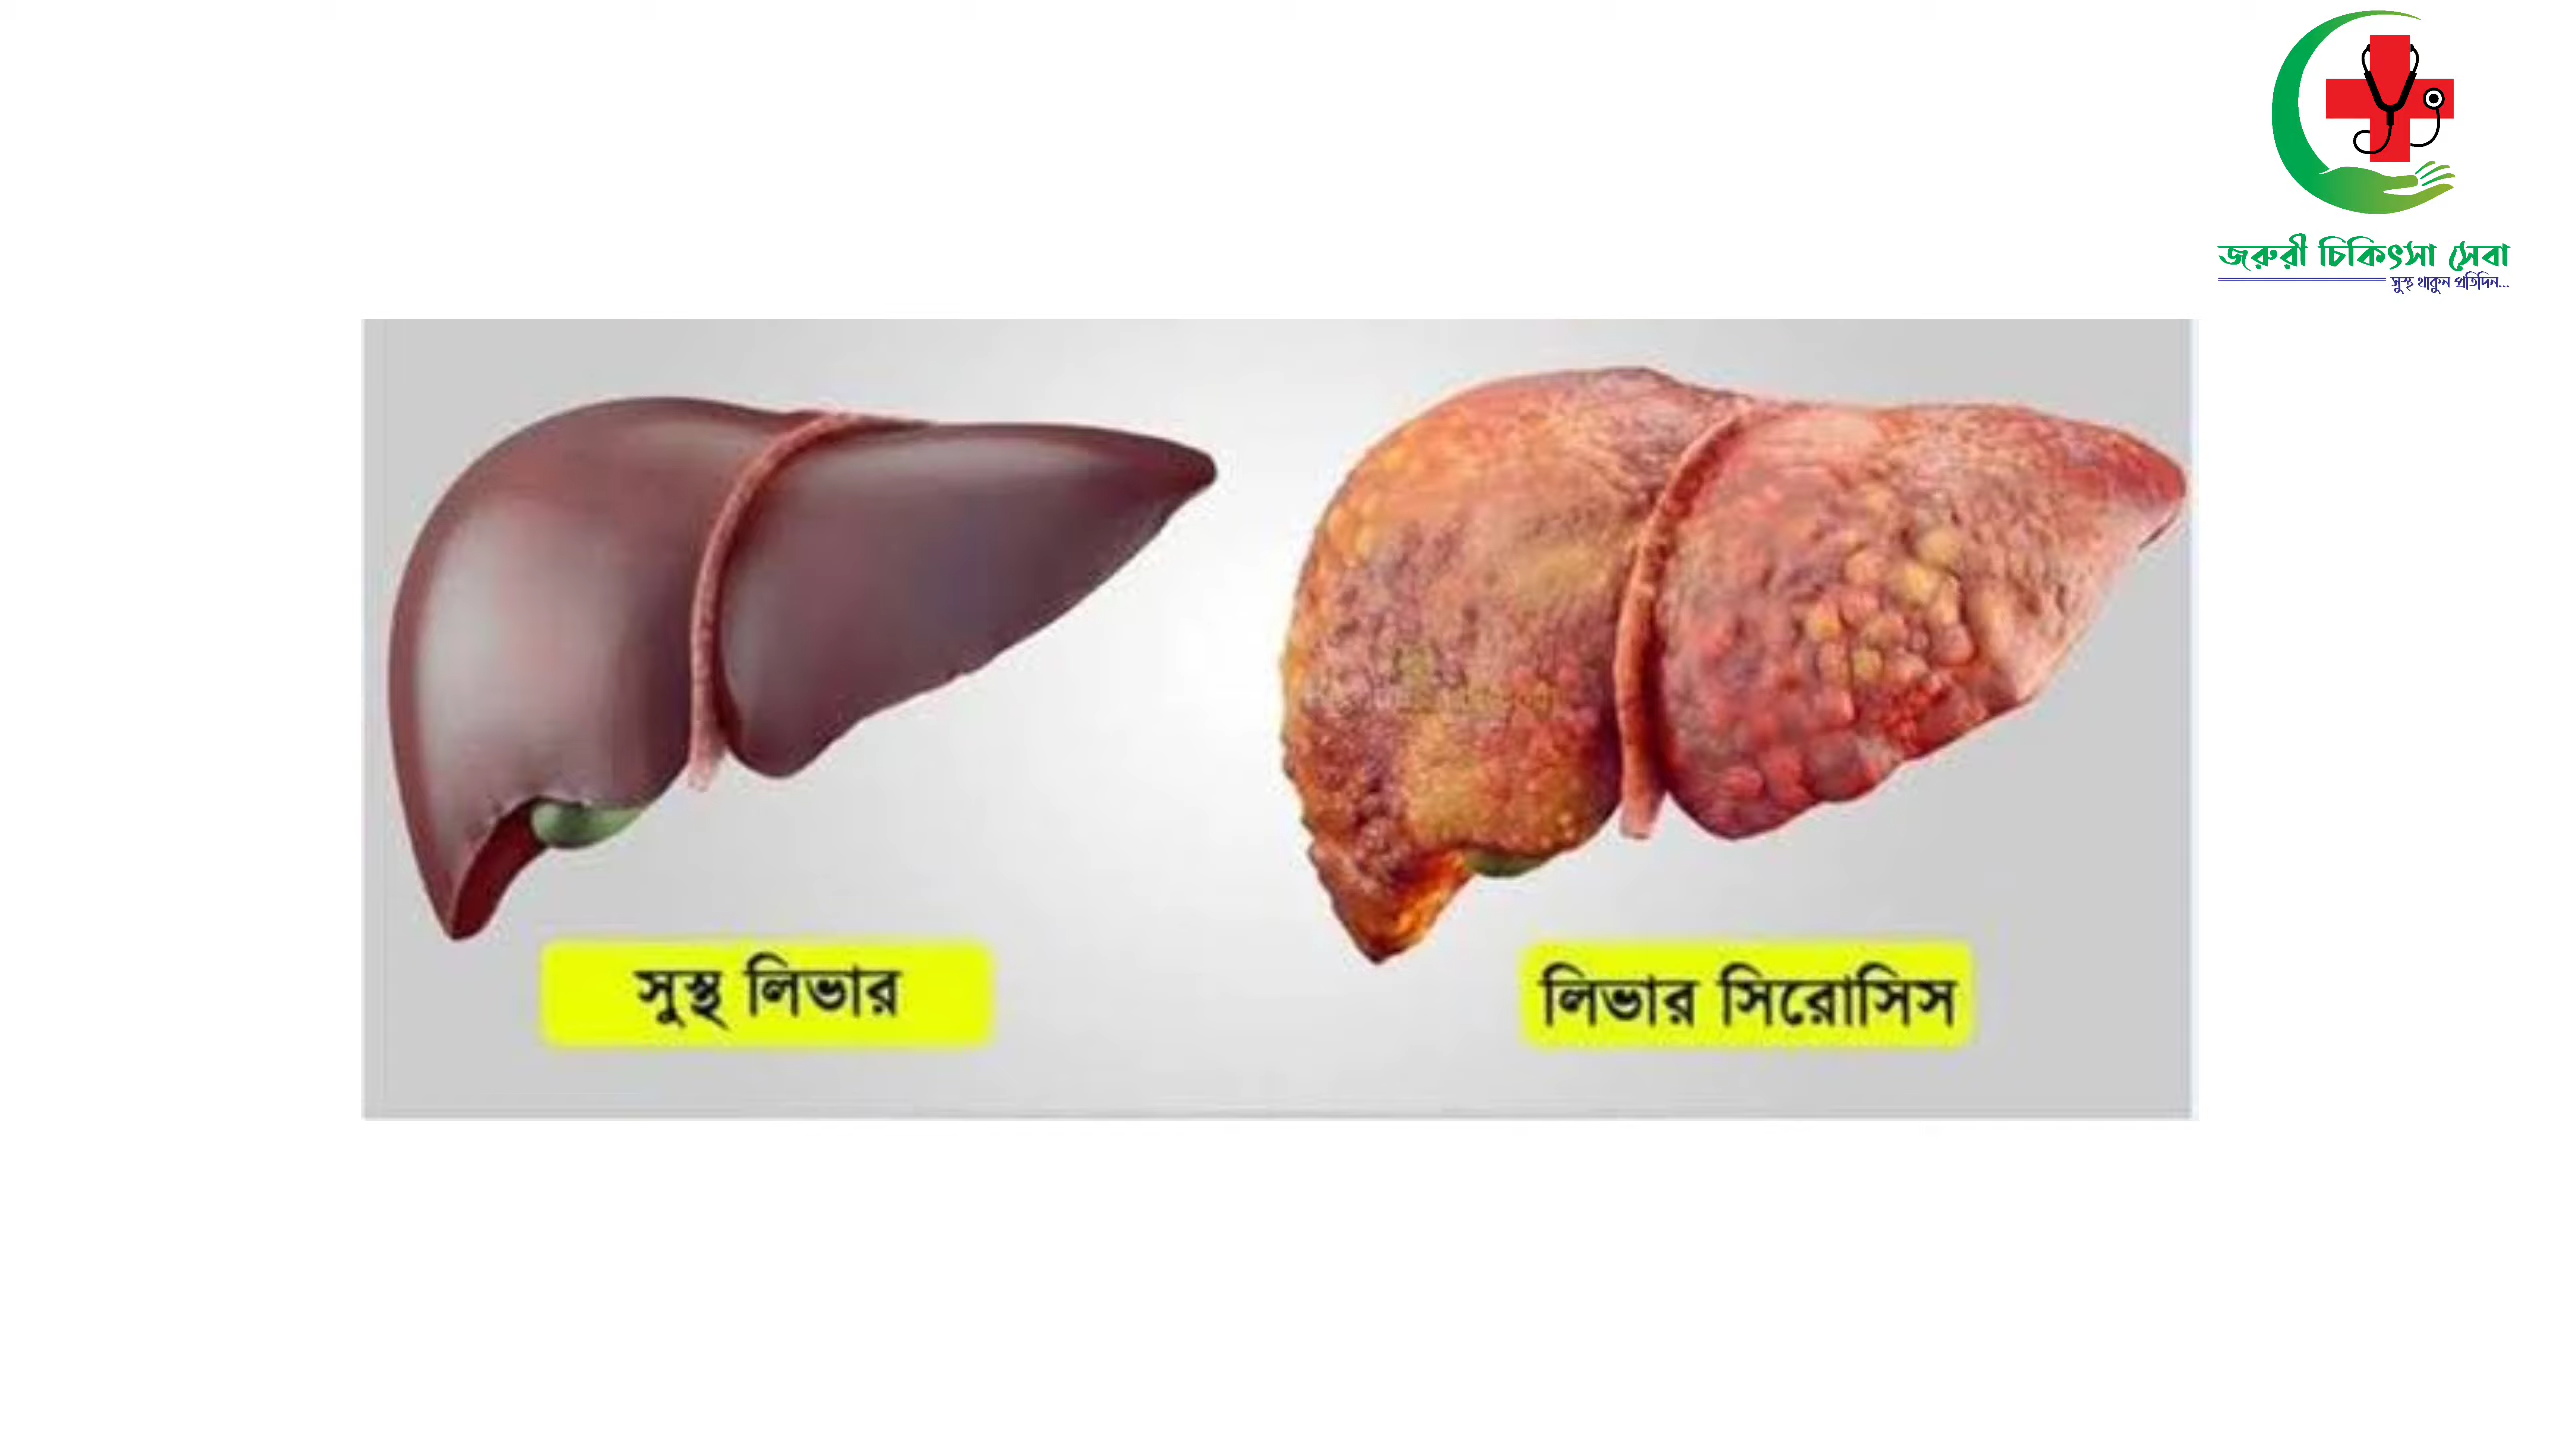 জরুরী চিকিৎসা সেবা
সুস্থ থাকুন প্রতিদিন...
সুস্থ লিভার
লিভার সিরোসিস